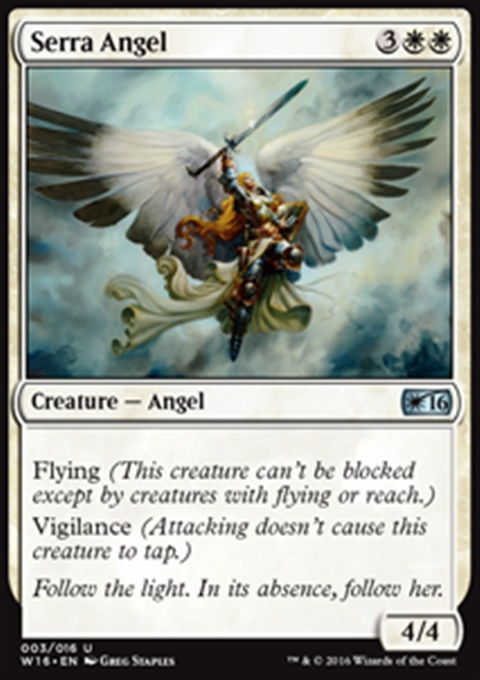 Serra Angel 3
Creature — Angel 16
Flying (This creature can't be blocked
except by creatures with flying or reach.)
Vigilance (Attacking doesn't cause this
creature to tap.)
Follow the light. In its absence, follow her.
4/4
003/016 U
W16 • EN Greg Staples ™ & © 2016 Wizards of the Coast